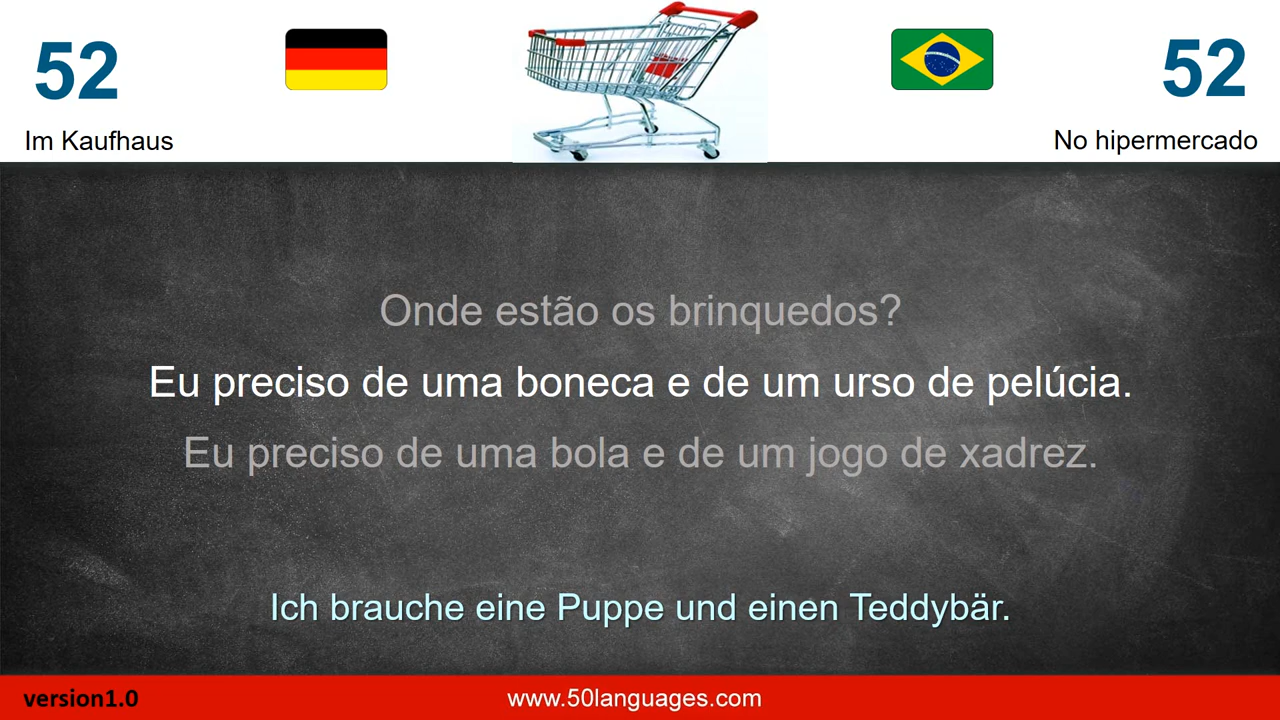 52
52
Im Kaufhaus
No hipermercado
Onde estão os brinquedos?
Eu preciso de uma boneca e de um urso de pelúcia.
Eu preciso de uma bola e de um jogo de xadrez.
Ich brauche eine Puppe und einen Teddybär.
version1.0
www.50languages.com